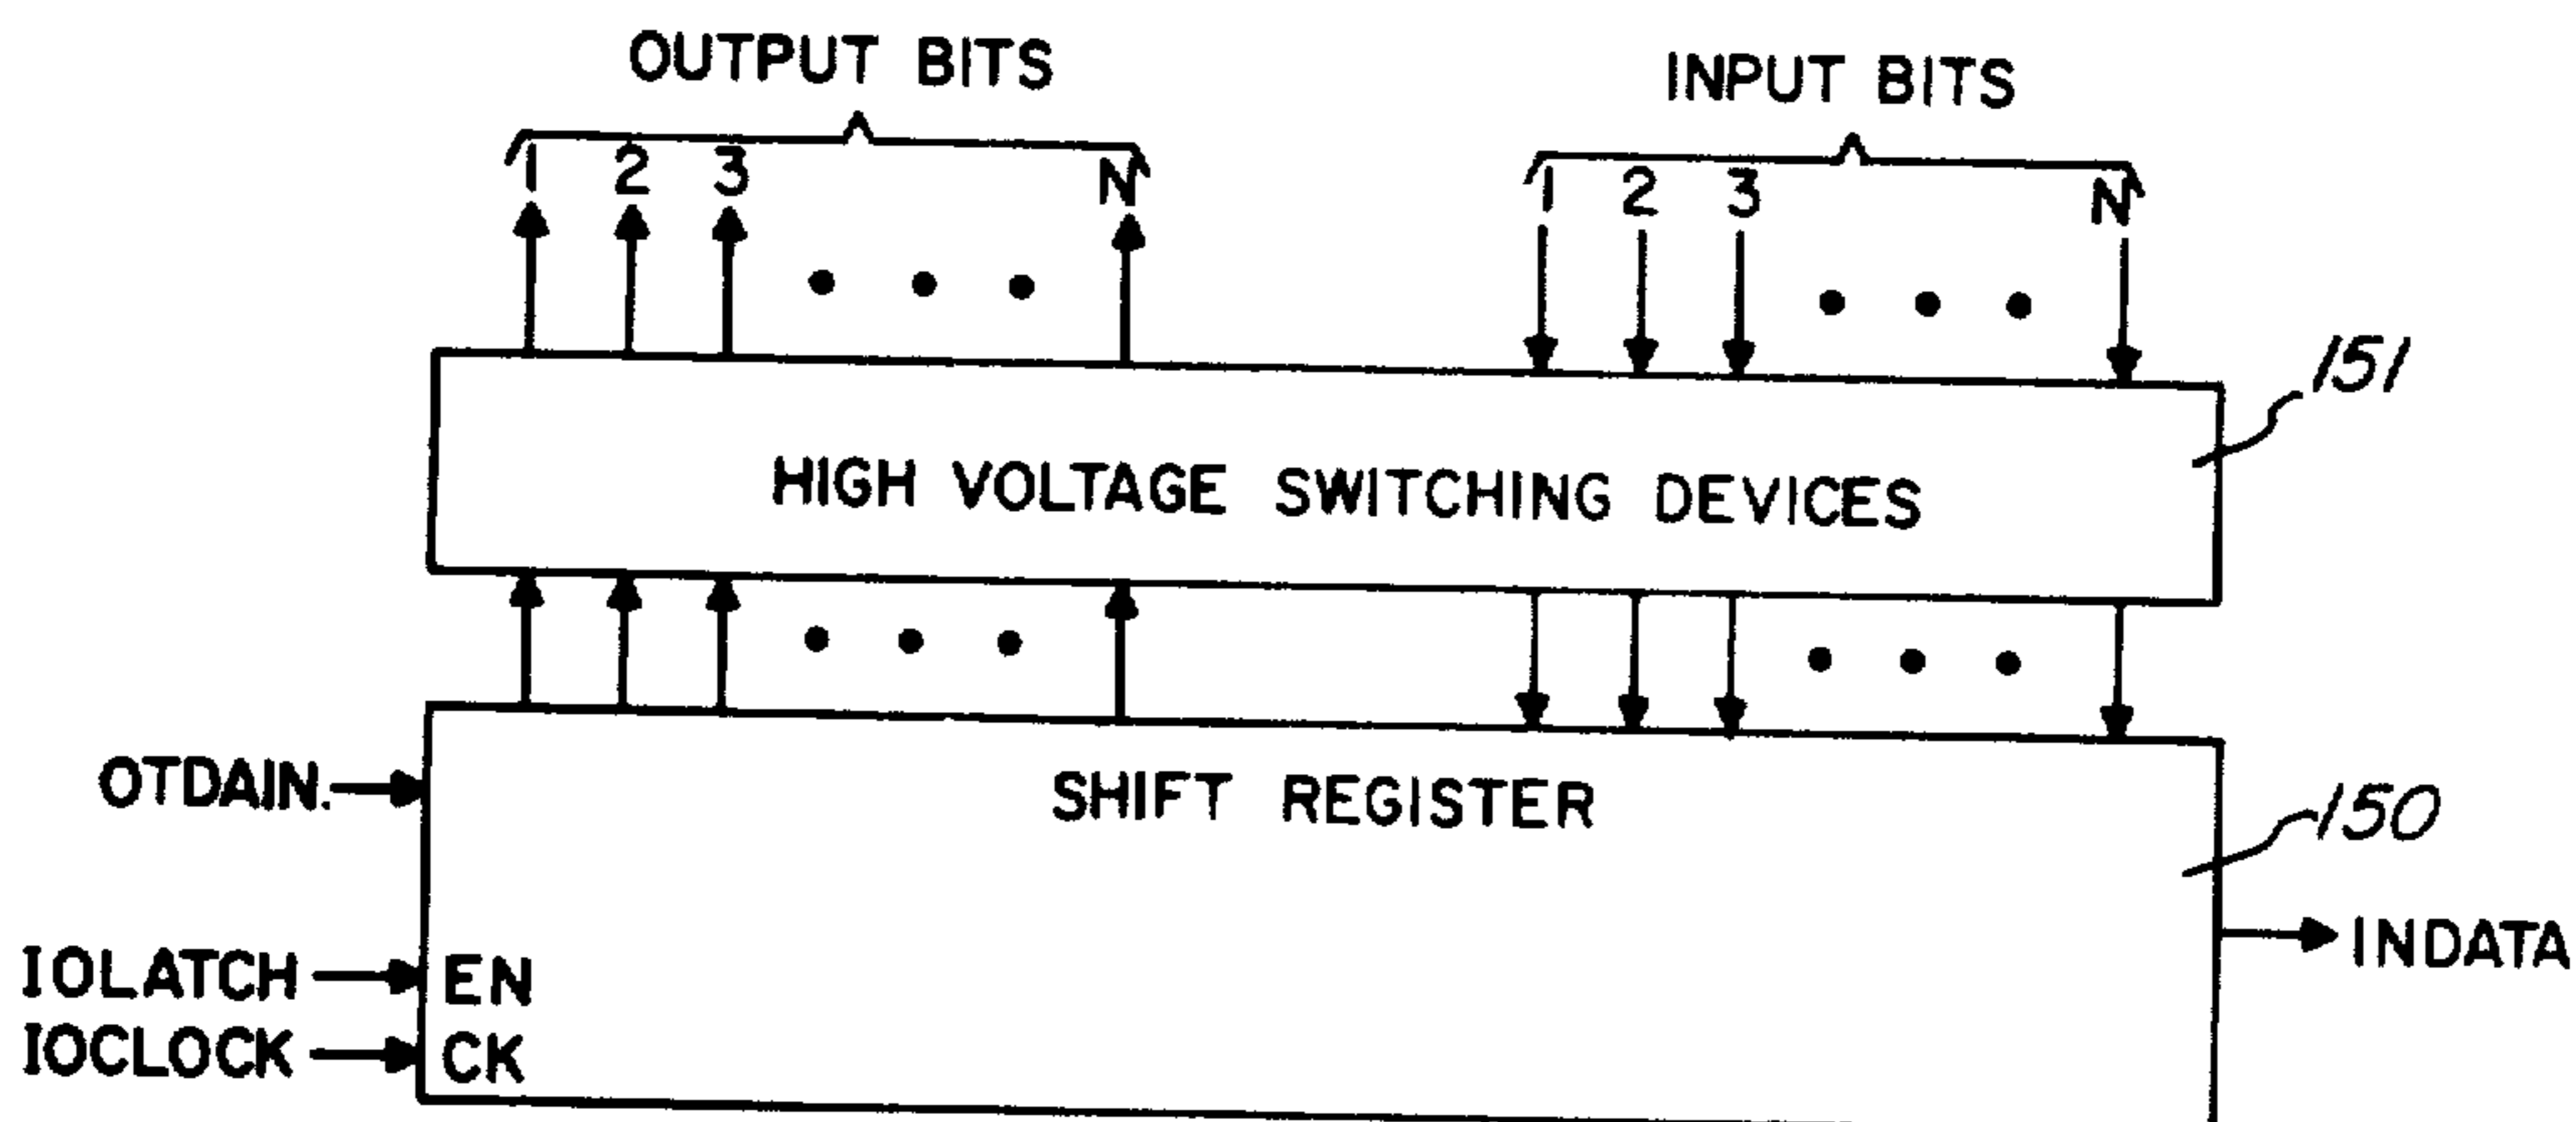 OUTPUT BITS
INPUT BITS
1 2 3 N
1 2 3 N
151
HIGH VOLTAGE SWITCHING DEVICES
OTDAIN.
SHIFT REGISTER
150
INDATA
IOLATCH EN
IOCLOCK CK